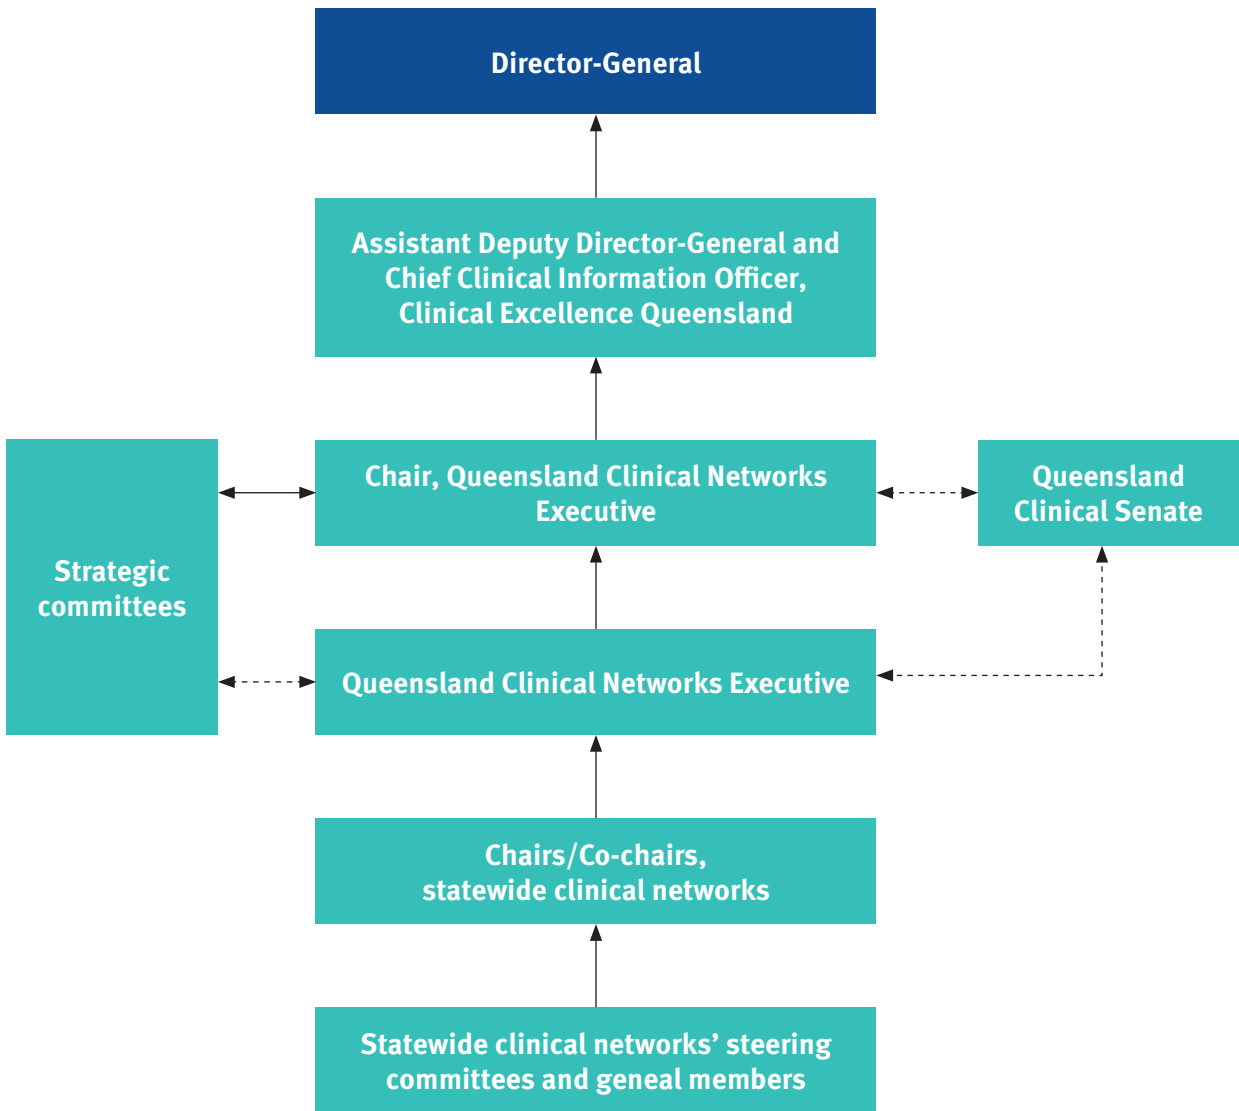 Director-General
Assistant Deputy Director-General and
Chief Clinical Information Officer,
Clinical Excellence Queensland
Strategic
committees
Chair, Queensland Clinical Networks
Executive
Queensland
Clinical Senate
Queensland Clinical Networks Executive
Chairs/Co-chairs,
statewide clinical networks
Statewide clinical networks’ steering
committees and geneal members